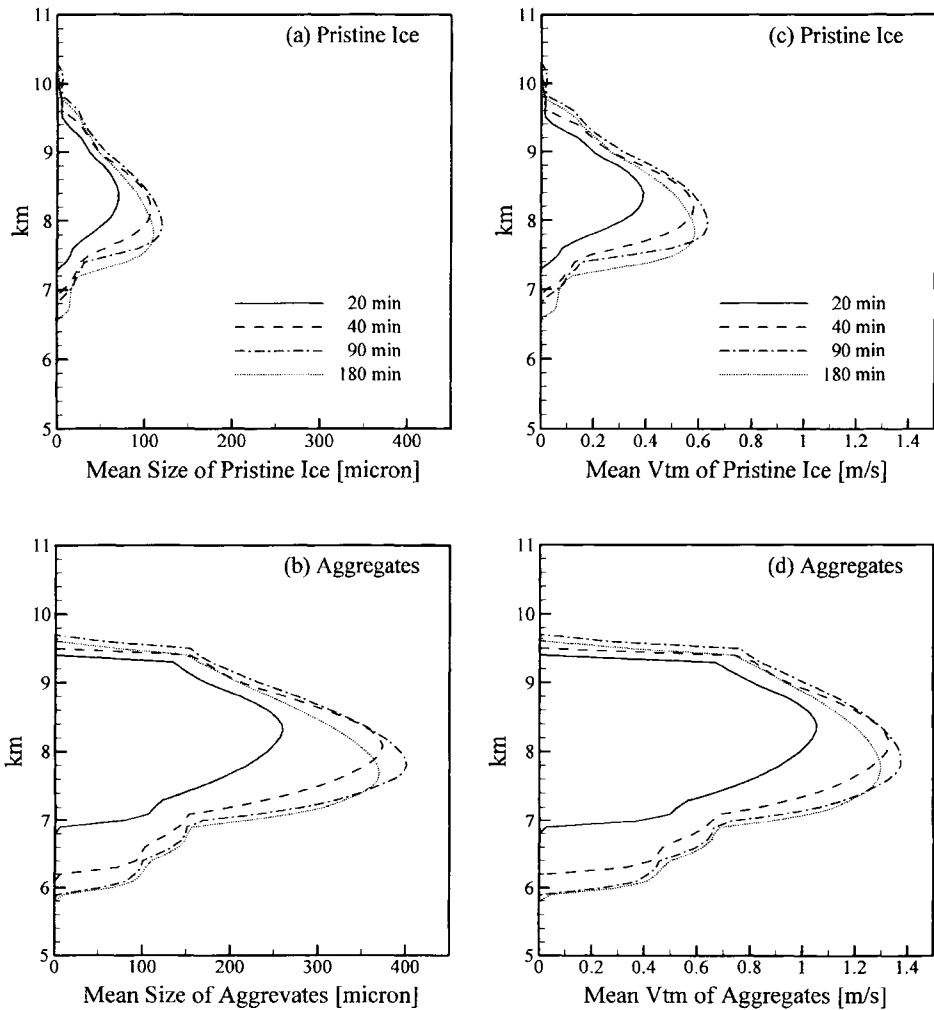 11
10
9
8
7
6
5
km
(a) Pristine Ice
20 min
40 min
90 min
180 min
0 100 200 300 400
Mean Size of Pristine Ice [micron]
11
10
9
8
7
6
5
km
(c) Pristine Ice
20 min
40 min
90 min
180 min
0 0.2 0.4 0.6 0.8 1 1.2 1.4
Mean Vtm of Pristine Ice [m/s]
11
10
9
8
7
6
5
km
(b) Aggregates
0 100 200 300 400
Mean Size of Aggrevates [micron]
11
10
9
8
7
6
5
km
(d) Aggregates
0 0.2 0.4 0.6 0.8 1 1.2 1.4
Mean Vtm of Aggregates [m/s]